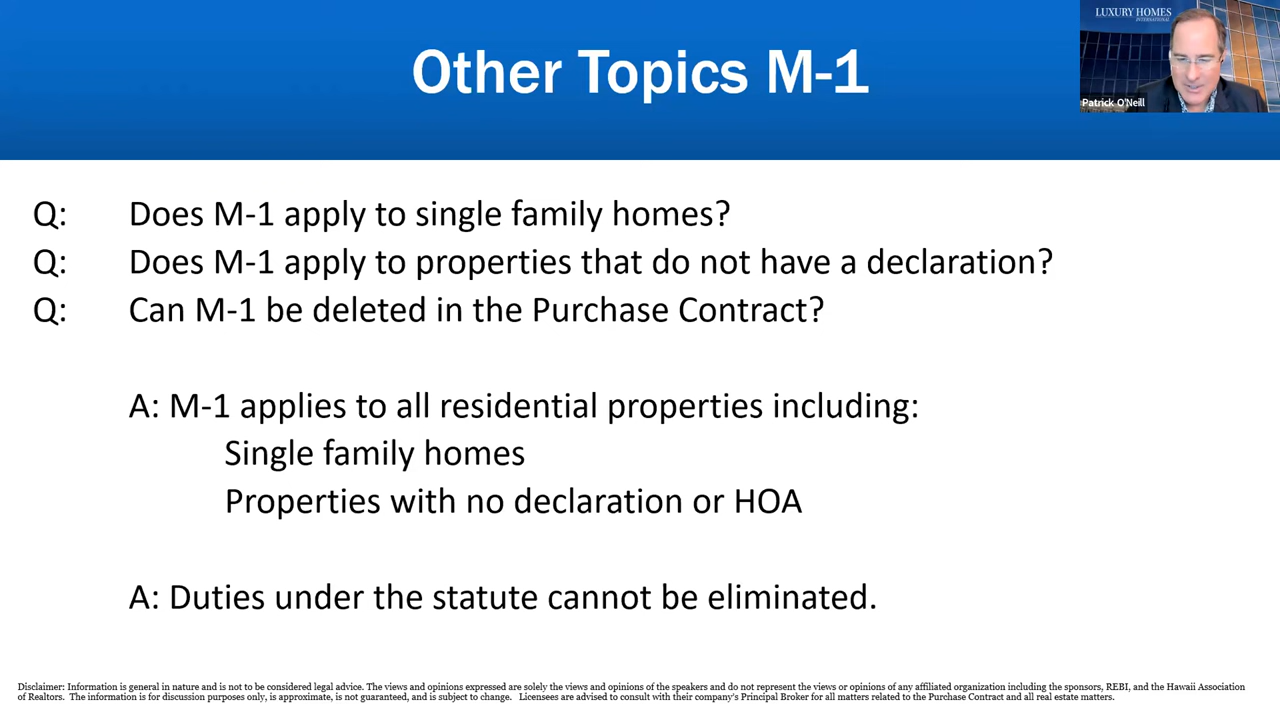 LUXURY HOMES
INTERNATIONAL
Other Topics M-1
Patrick O'Neill
Q: Does M-1 apply to single family homes?
Q: Does M-1 apply to properties that do not have a declaration?
Q: Can M-1 be deleted in the Purchase Contract?
A: M-1 applies to all residential properties including:
Single family homes
Properties with no declaration or HOA
A: Duties under the statute cannot be eliminated.
Disclaimer: Information is general in nature and is not to be considered legal advice. The views and opinions expressed are solely the views and opinions of the speakers and do not represent the views or opinions of any affiliated organization including the sponsors, REBI, and the Hawaii Association
of Realtors. The information is for discussion purposes only, is approximate, is not guaranteed, and is subject to change. Licensees are advised to consult with their company's Principal Broker for all matters related to the Purchase Contract and all real estate matters.